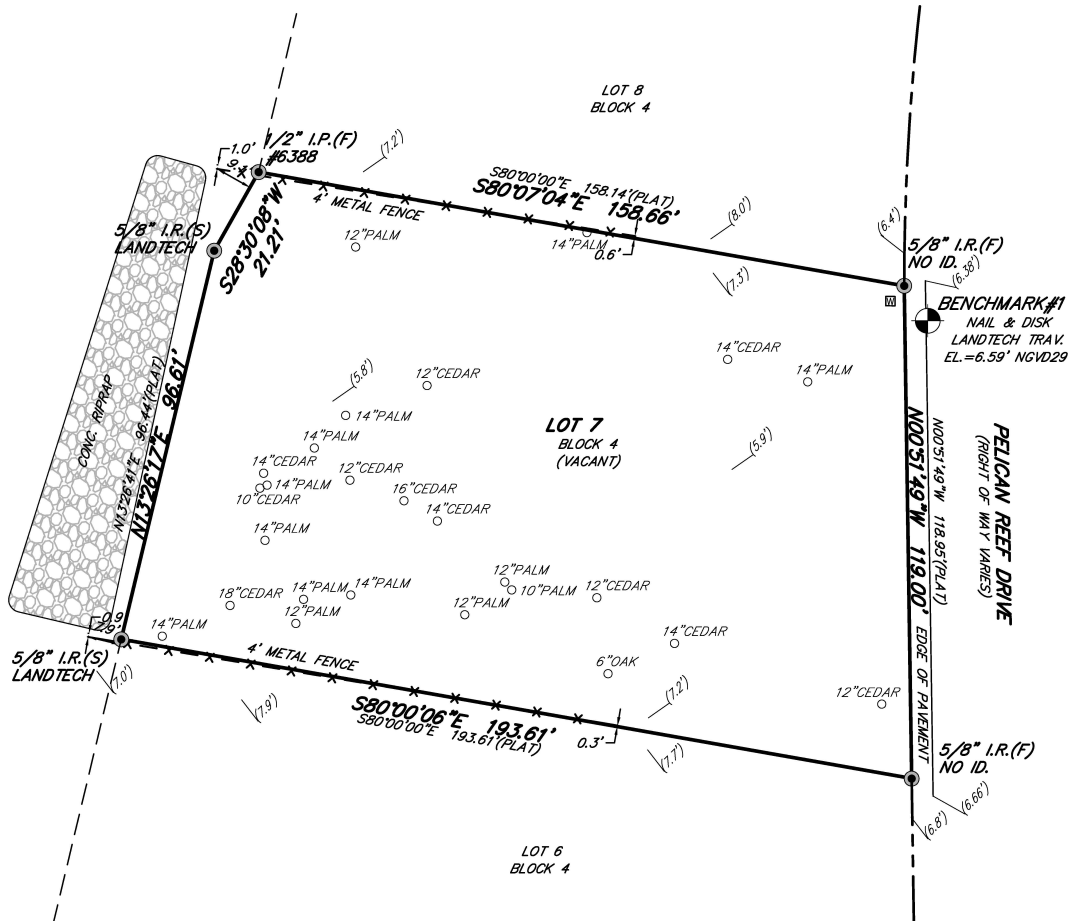 LOT 8
BLOCK 4
1.0'
1/2" I.P.(F)
#6388
(7.2')
S80°00'00"E 158.14'(PLAT)
S80°07'04"E 158.66'
4' METAL FENCE
5/8" I.R.(S)
LANDTECH
S28°30'08"W
21.21'
12"PALM
14"PALM
0.6'
(8.0')
(7.3')
(6.4')
5/8" I.R.(F)
NO ID.
(6.38')
W
BENCHMARK#1
NAIL & DISK
LANDTECH TRAV.
EL.=6.59' NGVD29
14"CEDAR
14"PALM
12"CEDAR
(5.8')
14"PALM
LOT 7
BLOCK 4
(VACANT)
(5.9')
CONC. RIPRAP
N13°26'41"E 96.44'(PLAT)
N13°26'17"E 96.61'
14"PALM
14"CEDAR
12"CEDAR
14"PALM
10"CEDAR
16"CEDAR
14"CEDAR
14"PALM
N00°51'49"W 119.00'
N00°51'49"W 118.95'(PLAT)
EDGE OF PAVEMENT
PELICAN REEF DRIVE
(RIGHT OF WAY VARIES)
18"CEDAR
14"PALM
14"PALM
12"PALM
12"PALM
10"PALM
12"CEDAR
12"PALM
14"PALM
14"CEDAR
6"OAK
12"CEDAR
0.9
7.9'
5/8" I.R.(S)
LANDTECH
(7.0')
4' METAL FENCE
(7.9')
S80°00'06"E 193.61'
S80°00'00"E 193.61'(PLAT)
0.3'
(7.2')
(7.7')
5/8" I.R.(F)
NO ID.
(6.66')
(6.8')
LOT 6
BLOCK 4